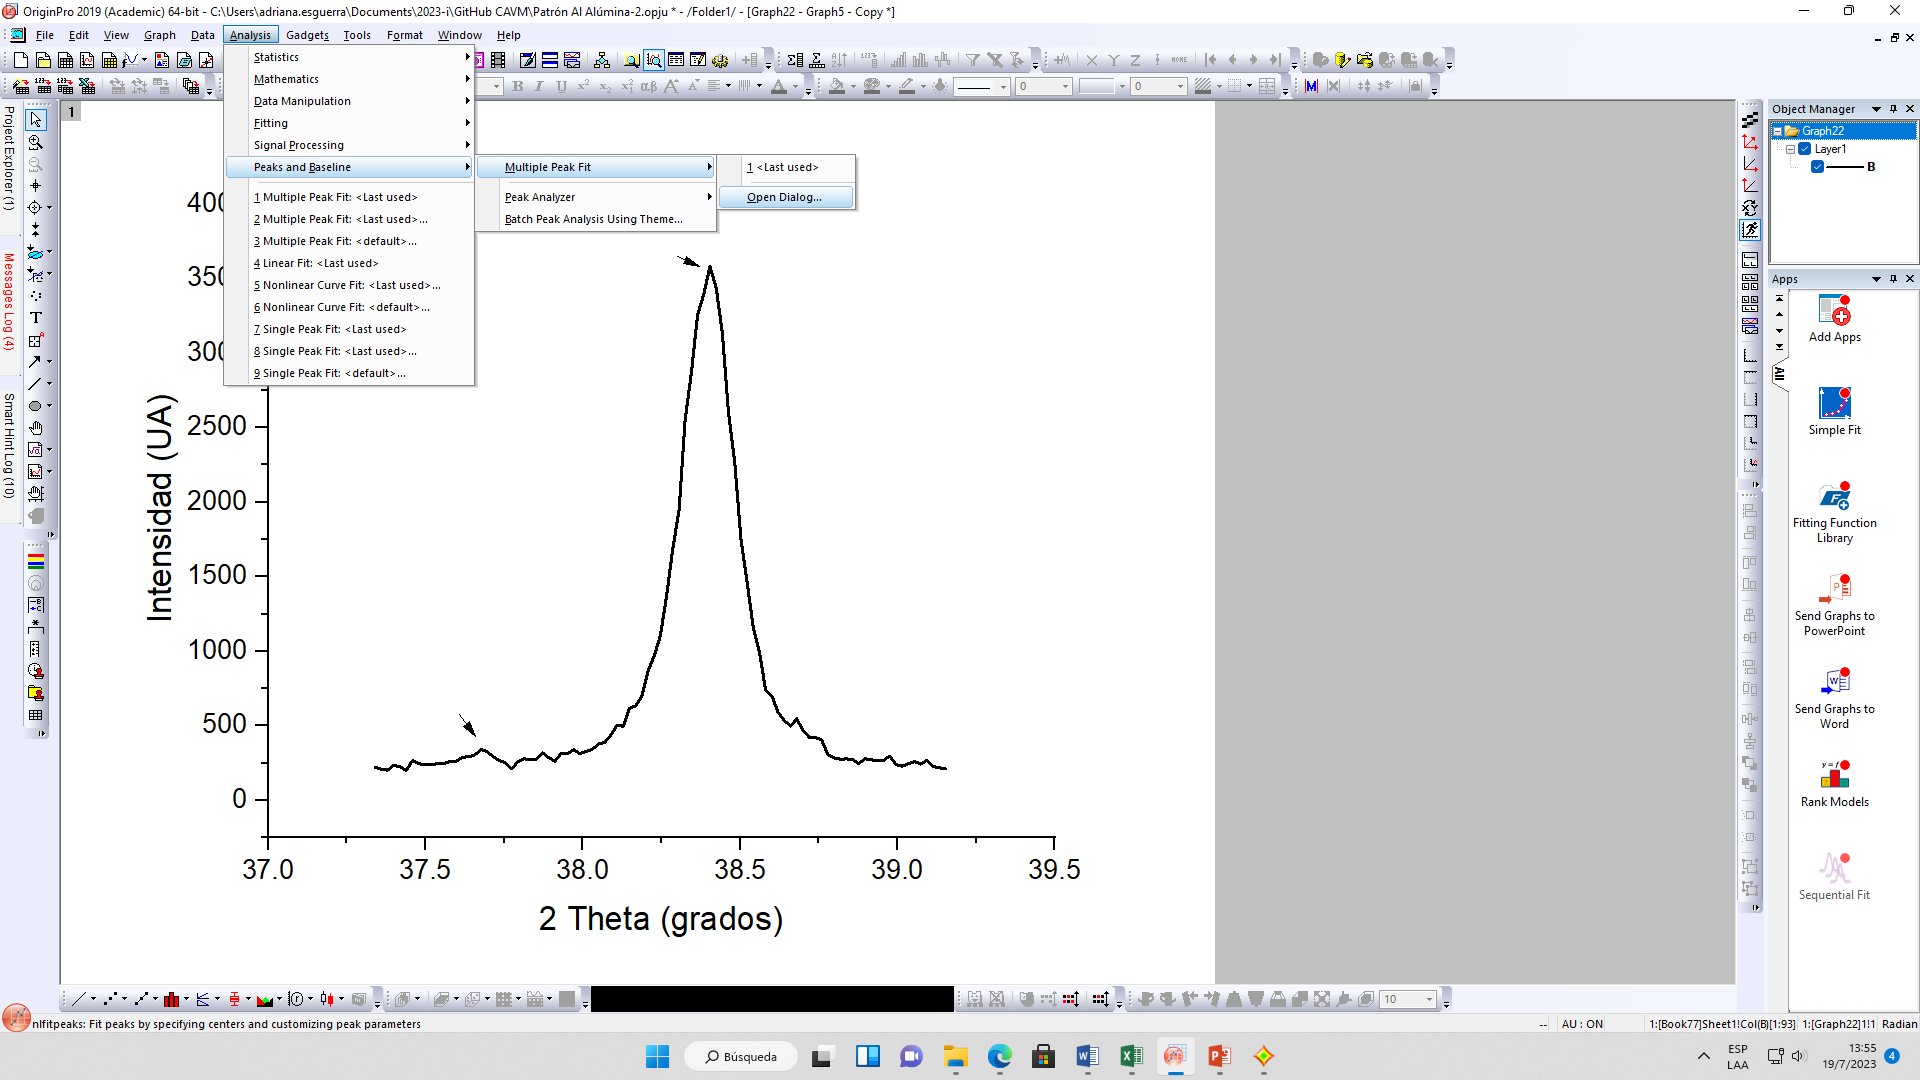 OriginPro 2019 (Academic) 64-bit - C:\Users\adriana.esguerra\Documents\2023-i\GitHub CAVM\Patrón Al Alúmina-2.opju * - /Folder1/ - [Graph22 - Graph5 - Copy *]
File Edit View Graph Data Analysis Gadgets Tools Format Window Help
Statistics
Mathematics
Data Manipulation
Fitting
Signal Processing
Peaks and Baseline
1 Multiple Peak Fit: <Last used>
2 Multiple Peak Fit: <Last used>...
3 Multiple Peak Fit: <default>...
4 Linear Fit: <Last used>
5 Nonlinear Curve Fit: <Last used>...
6 Nonlinear Curve Fit: <default>...
7 Single Peak Fit: <Last used>
8 Single Peak Fit: <Last used>...
9 Single Peak Fit: <default>...
Multiple Peak Fit
Peak Analyzer
Batch Peak Analysis Using Theme...
1 <Last used>
Open Dialog...
Project Explorer (1)
Messages Log (4)
Smart Hint Log (10)
1
400
350
300
2500
2000
1500
1000
500
0
Intensidad (UA)
37.0 37.5 38.0 38.5 39.0 39.5
2 Theta (grados)
Object Manager
Graph22
Layer1
B
Apps
All
Add Apps
Simple Fit
Fitting Function
Library
Send Graphs to
PowerPoint
Send Graphs to
Word
Rank Models
Sequential Fit
0 0
10
nlfitpeaks: Fit peaks by specifying centers and customizing peak parameters
-- AU : ON 1:[Book77]Sheet1!Col(B)[1:93] 1:[Graph22]1!1 Radian
Búsqueda
ESP
LAA
13:55
19/7/2023
4